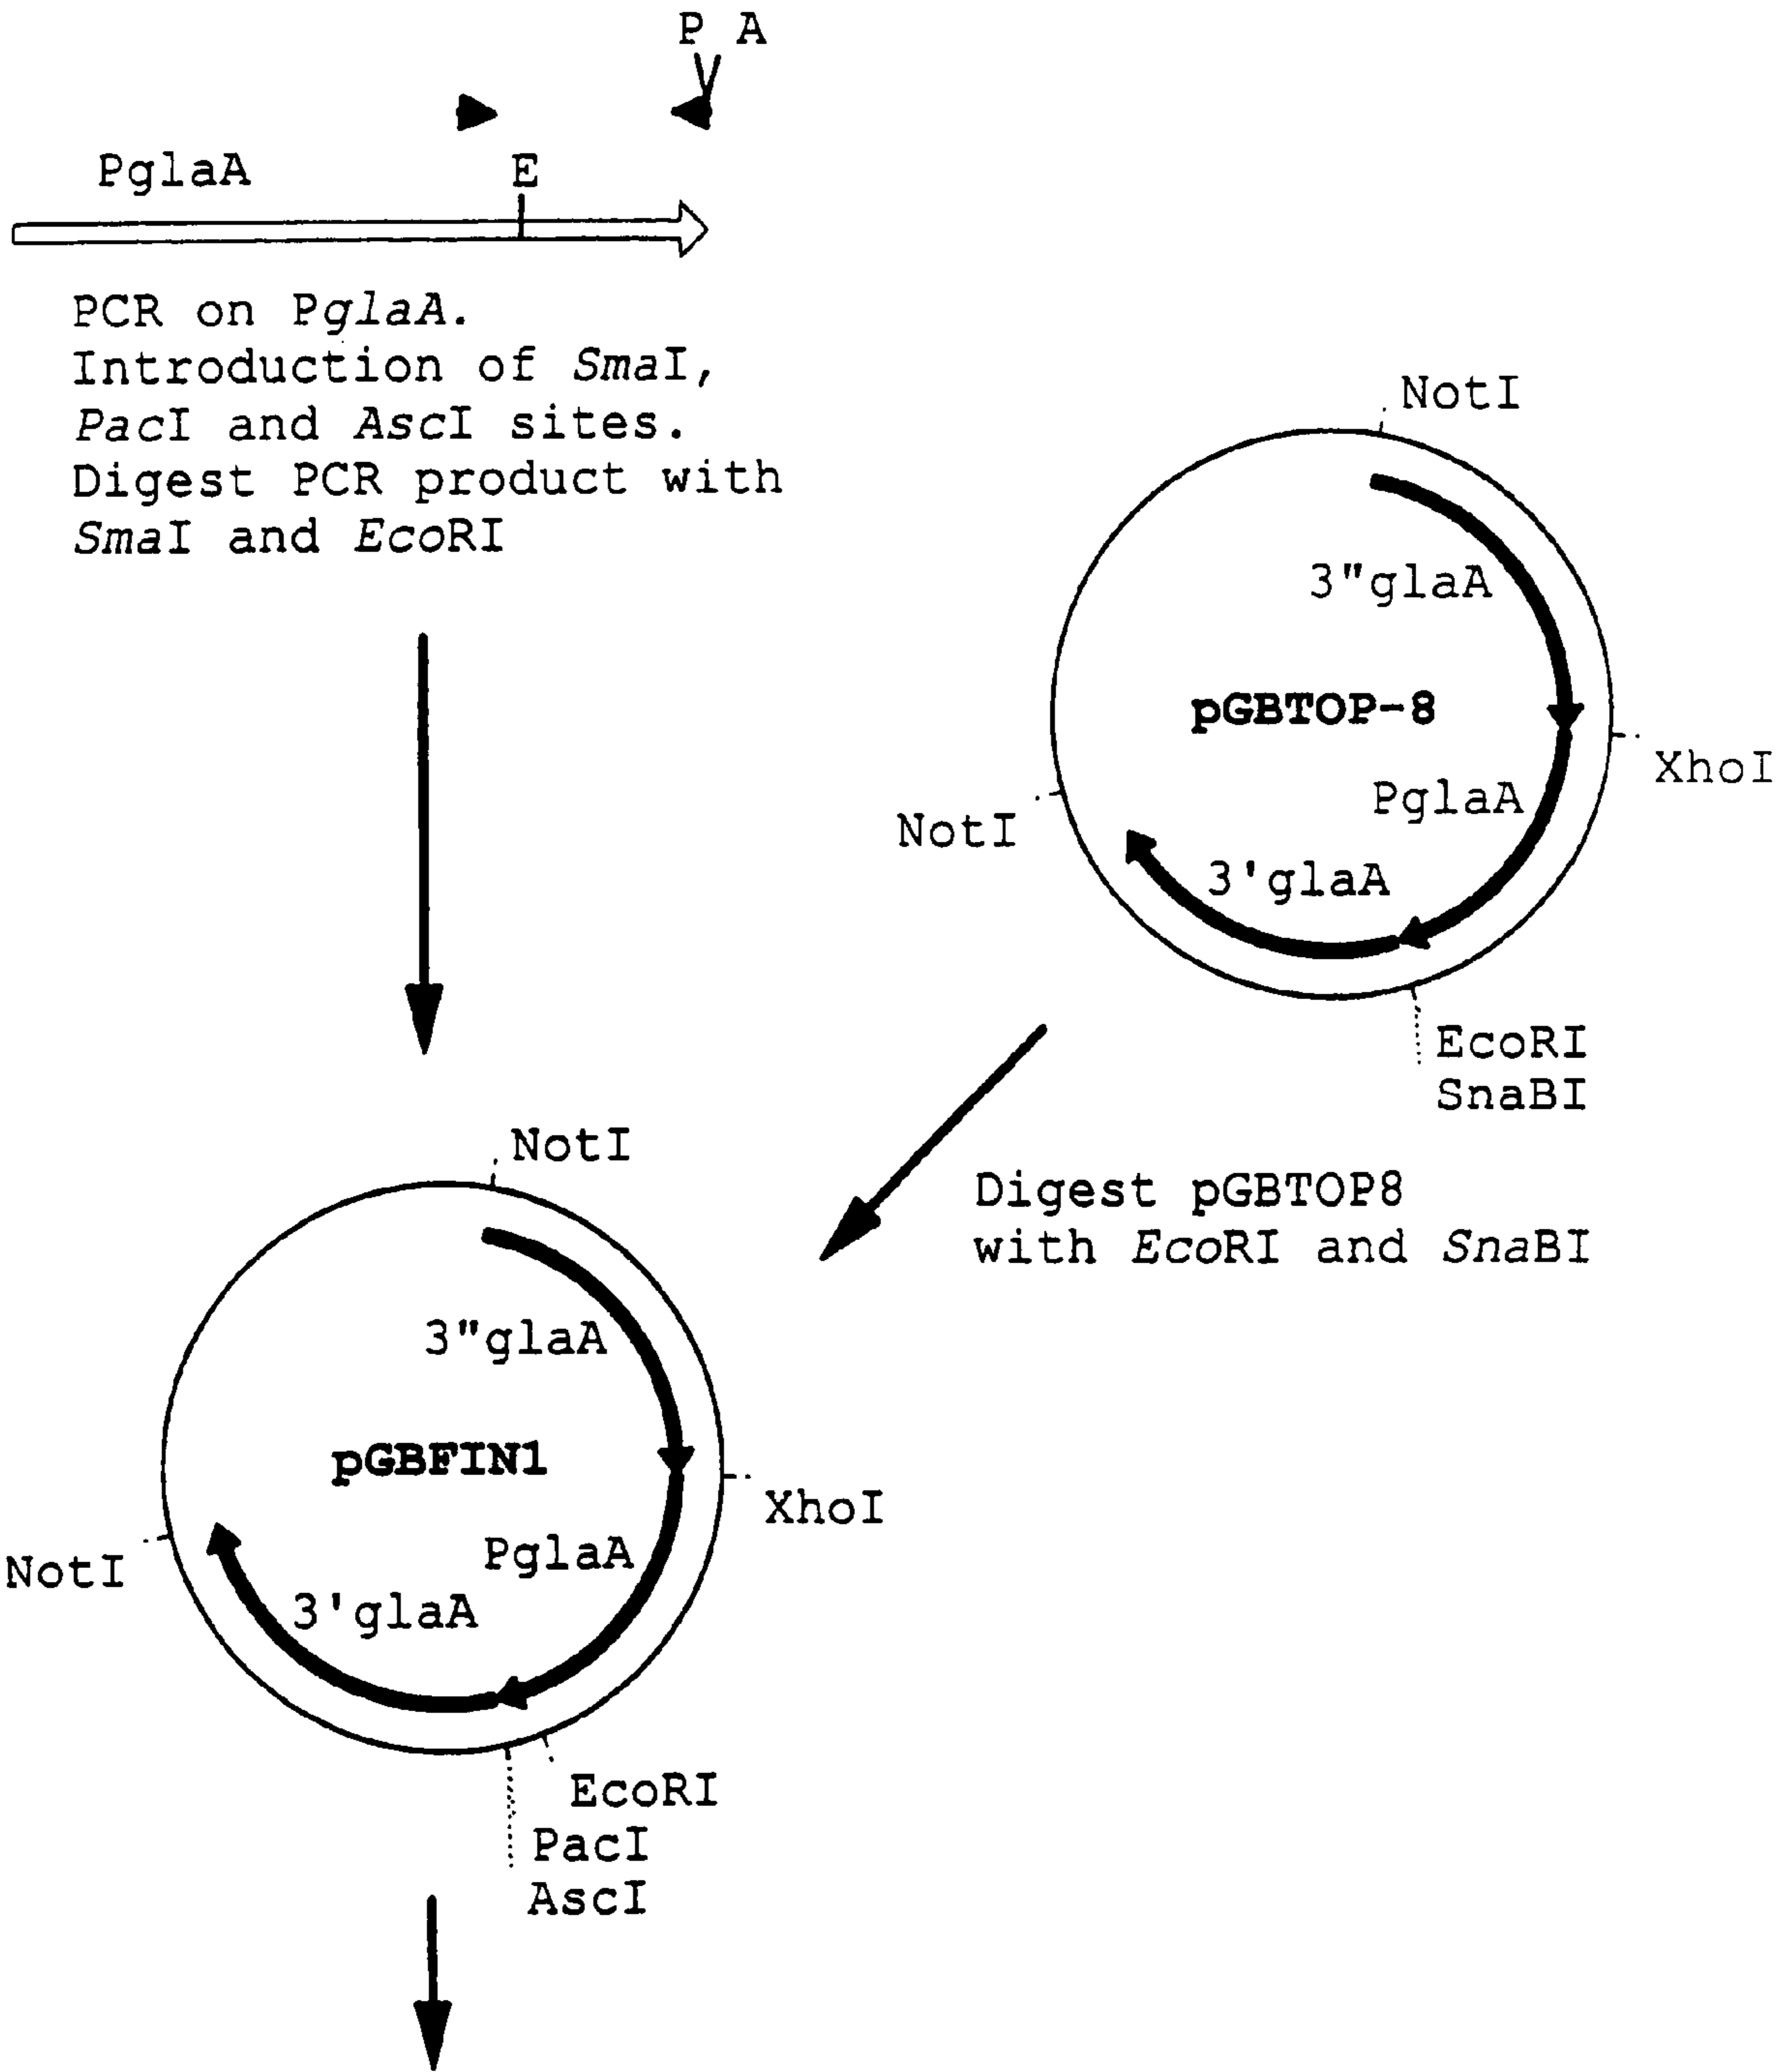 P A
PglaA
E
PCR on PglaA.
Introduction of SmaI,
PacI and AscI sites.
Digest PCR product with
SmaI and EcoRI
NotI
3"glaA
pGBTOP-8
XhoI
PglaA
NotI
3'glaA
EcoRI
SnaBI
Digest pGBTOP8
with EcoRI and SnaBI
NotI
3"glaA
pGBFIN1
XhoI
PglaA
NotI
3'glaA
EcoRI
PacI
AscI